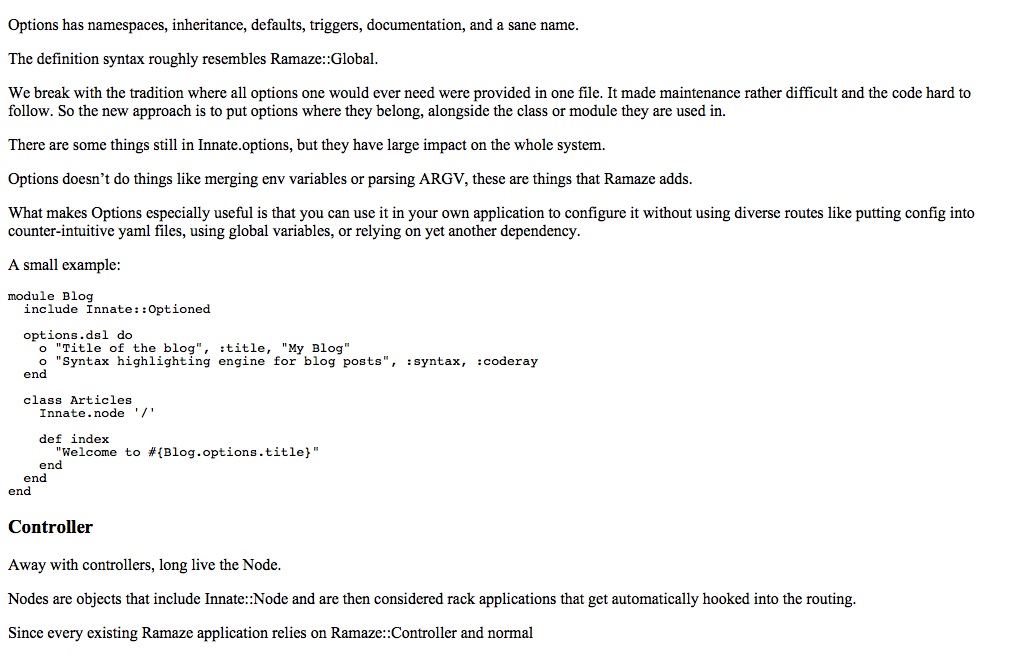 Options has namespaces, inheritance, defaults, triggers, documentation, and a sane name.
The definition syntax roughly resembles Ramaze::Global.
We break with the tradition where all options one would ever need were provided in one file. It made maintenance rather difficult and the code hard to
follow. So the new approach is to put options where they belong, alongside the class or module they are used in.
There are some things still in Innate.options, but they have large impact on the whole system.
Options doesn’t do things like merging env variables or parsing ARGV, these are things that Ramaze adds.
What makes Options especially useful is that you can use it in your own application to configure it without using diverse routes like putting config into
counter-intuitive yaml files, using global variables, or relying on yet another dependency.
A small example:
module Blog
  include Innate::Optioned
  options.dsl do
    o "Title of the blog", :title, "My Blog"
    o "Syntax highlighting engine for blog posts", :syntax, :coderay
  end
  class Articles
    Innate.node '/'
    def index
      "Welcome to #{Blog.options.title}"
    end
  end
end
Controller
Away with controllers, long live the Node.
Nodes are objects that include Innate::Node and are then considered rack applications that get automatically hooked into the routing.
Since every existing Ramaze application relies on Ramaze::Controller and normal